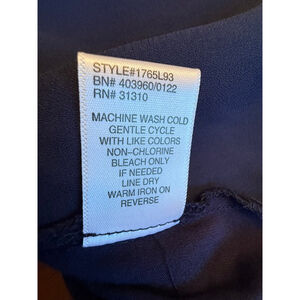 STYLE#1765L93
BN# 403960/0122
RN# 31310
MACHINE WASH COLD
GENTLE CYCLE
WITH LIKE COLORS
NON-CHLORINE
BLEACH ONLY
IF NEEDED
LINE DRY
WARM IRON ON
REVERSE